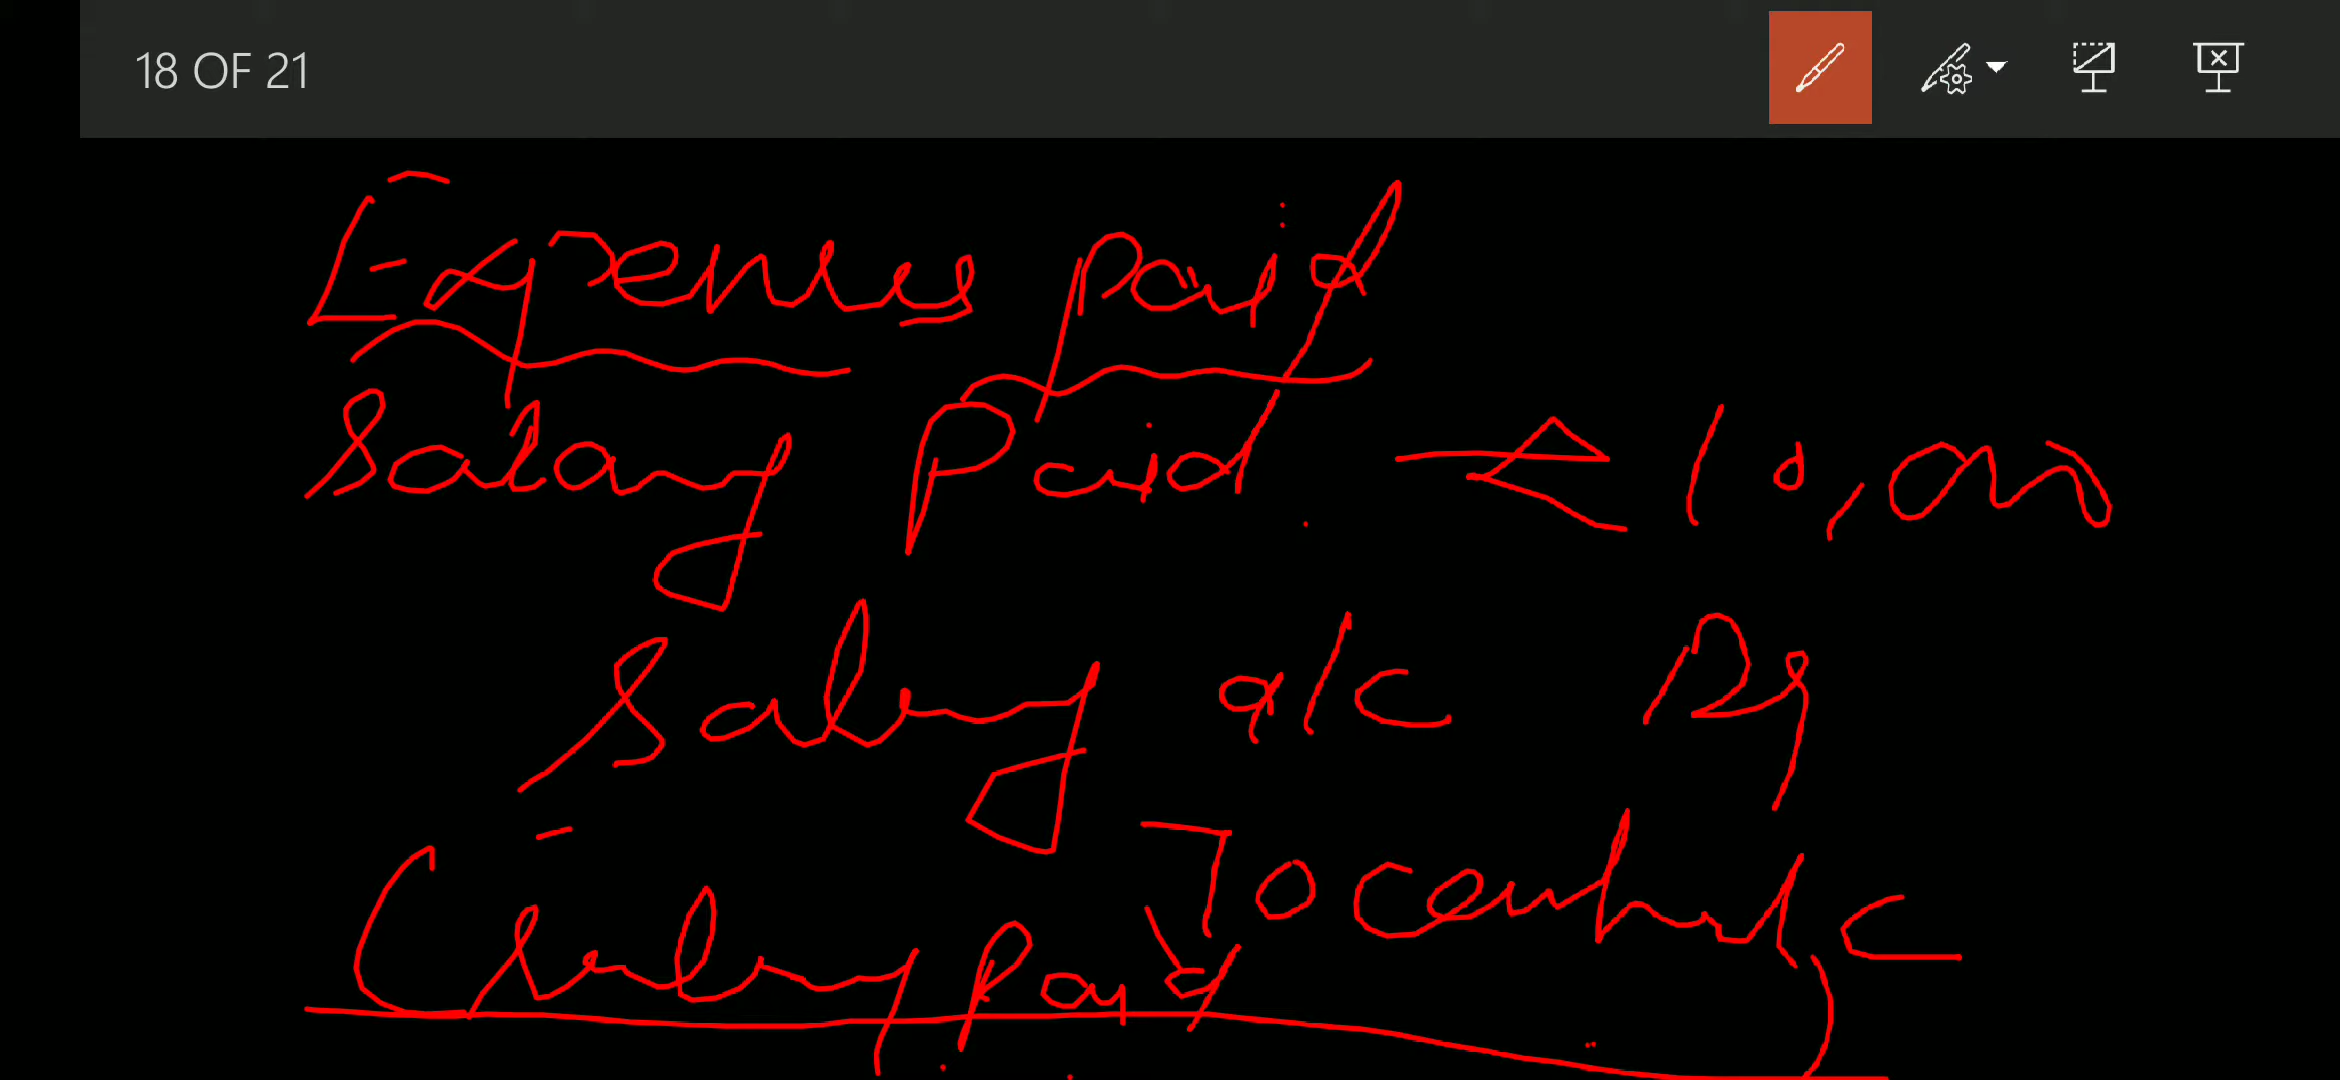 18 OF 21
Expenses paid
Salary Paid = ₹ 10,000
Salary a/c Dr
To cash a/c
(Salary paid)